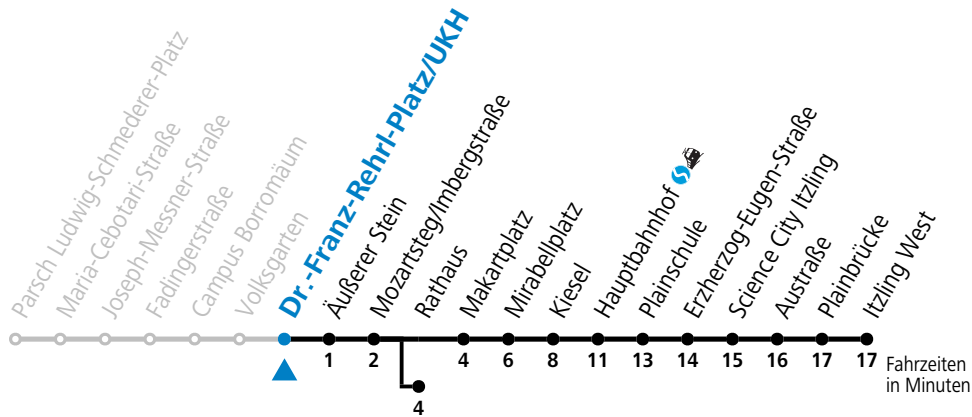 Parsch Ludwig-Schmederer-Platz
Maria-Cebotari-Straße
Joseph-Messner-Straße
Fadingerstraße
Campus Borromäum
Volksgarten
Dr.-Franz-Rehrl-Platz/UKH
Äußerer Stein
Mozartsteg/Imbergstraße
Rathaus
Makartplatz
Mirabellplatz
Kiesel
Hauptbahnhof
Plainschule
Erzherzog-Eugen-Straße
Science City Itzling
Austraße
Plainbrücke
Itzling West
1 2 4 6 8 11 13 14 15 16 17 17
Fahrzeiten
in Minuten
4